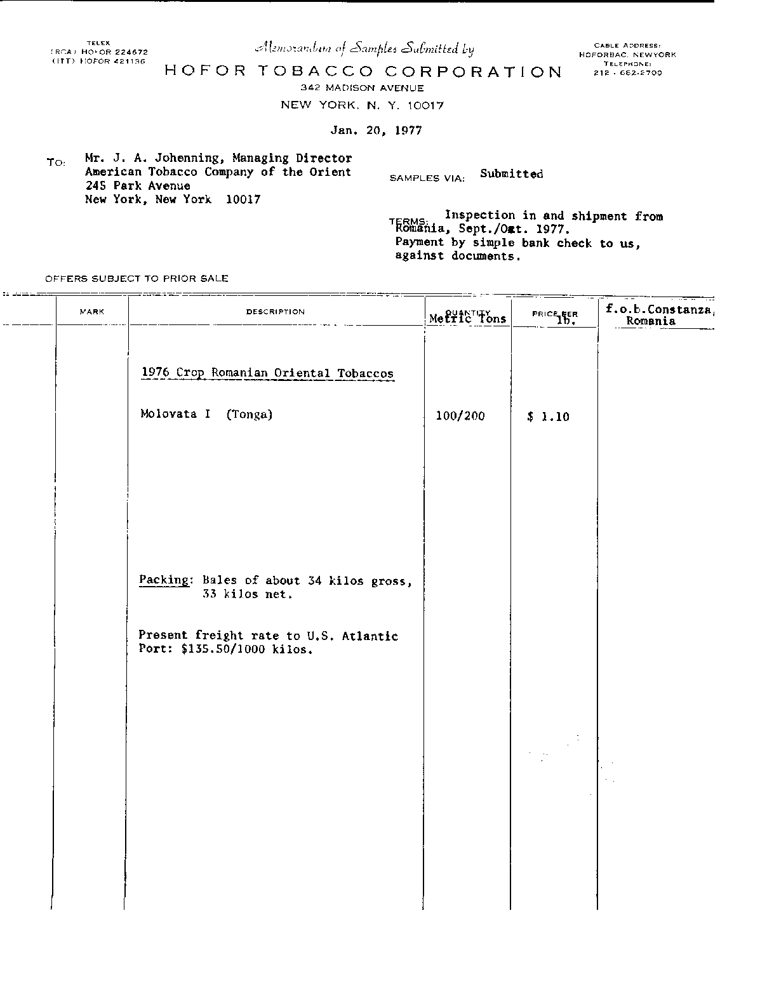 TELEX
(RCA) HOFOR 224672
(ITT) HOFOR 421136
Memorandum of Samples Submitted by
HOFOR TOBACCO CORPORATION
342 MADISON AVENUE
NEW YORK, N. Y. 10017
CABLE ADDRESS:
HOFORBAC, NEWYORK
TELEPHONE:
212 - 682-2700
Jan. 20, 1977
TO: Mr. J. A. Johenning, Managing Director
American Tobacco Company of the Orient
245 Park Avenue
New York, New York 10017
SAMPLES VIA: Submitted
TERMS: Inspection in and shipment from
Romania, Sept./Oct. 1977.
Payment by simple bank check to us,
against documents.
OFFERS SUBJECT TO PRIOR SALE
MARK DESCRIPTION QUANTITY Metric Tons PRICE PER lb. f.o.b.Constanza,
Romania
1976 Crop Romanian Oriental Tobaccos
Molovata I (Tonga) 100/200 $ 1.10
Packing: Bales of about 34 kilos gross,
33 kilos net.
Present freight rate to U.S. Atlantic
Port: $135.50/1000 kilos.